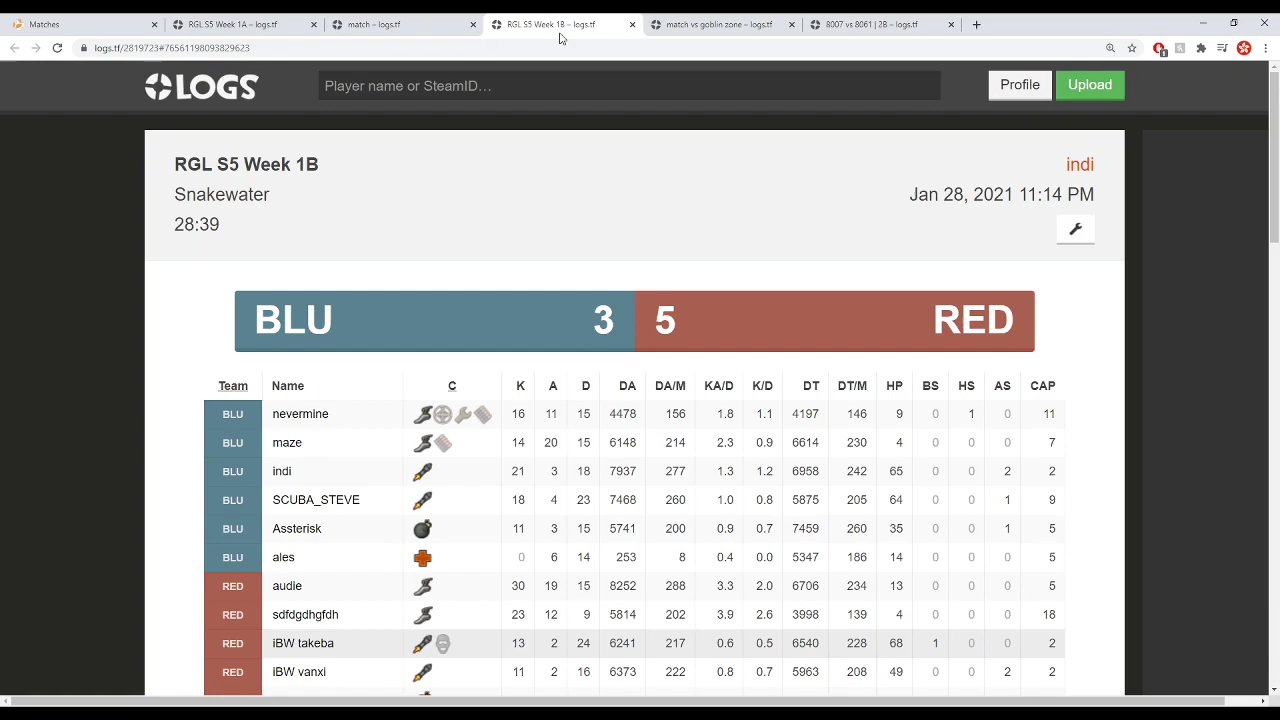 Matches
RGL S5 Week 1A – logs.tf
match – logs.tf
RGL S5 Week 1B – logs.tf
match vs goblin zone – logs.tf
8007 vs 8061 | 2B – logs.tf
logs.tf/2819723#76561198093829623
LOGS
Player name or SteamID…
Profile
Upload
RGL S5 Week 1B
indi
Snakewater
Jan 28, 2021 11:14 PM
28:39
BLU 3 5 RED
Team Name C K A D DA DA/M KA/D K/D DT DT/M HP BS HS AS CAP
BLU nevermine 16 11 15 4478 156 1.8 1.1 4197 146 9 0 1 0 11
BLU maze 14 20 15 6148 214 2.3 0.9 6614 230 4 0 0 0 7
BLU indi 21 3 18 7937 277 1.3 1.2 6958 242 65 0 0 2 2
BLU SCUBA_STEVE 18 4 23 7468 260 1.0 0.8 5875 205 64 0 0 1 9
BLU Assterisk 11 3 15 5741 200 0.9 0.7 7459 260 35 0 0 1 5
BLU ales 0 6 14 253 8 0.4 0.0 5347 186 14 0 0 0 5
RED audie 30 19 15 8252 288 3.3 2.0 6706 234 13 0 0 0 5
RED sdfdgdhgfdh 23 12 9 5814 202 3.9 2.6 3998 139 4 0 0 0 18
RED iBW takeba 13 2 24 6241 217 0.6 0.5 6540 228 68 1 0 0 2
RED iBW vanxi 11 2 16 6373 222 0.8 0.7 5963 208 49 0 0 2 2